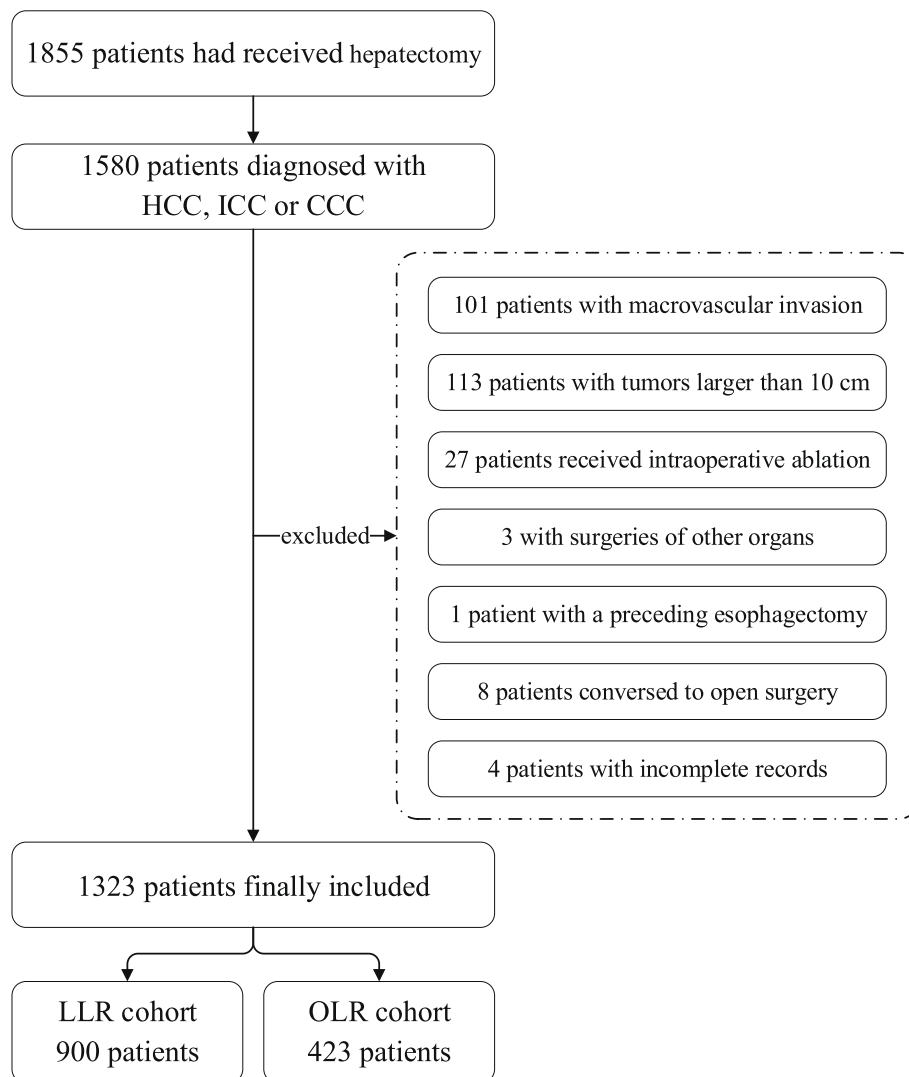 1855 patients had received hepatectomy
1580 patients diagnosed with
HCC, ICC or CCC
101 patients with macrovascular invasion
113 patients with tumors larger than 10 cm
27 patients received intraoperative ablation
excluded
3 with surgeries of other organs
1 patient with a preceding esophagectomy
8 patients conversed to open surgery
4 patients with incomplete records
1323 patients finally included
LLR cohort
900 patients
OLR cohort
423 patients